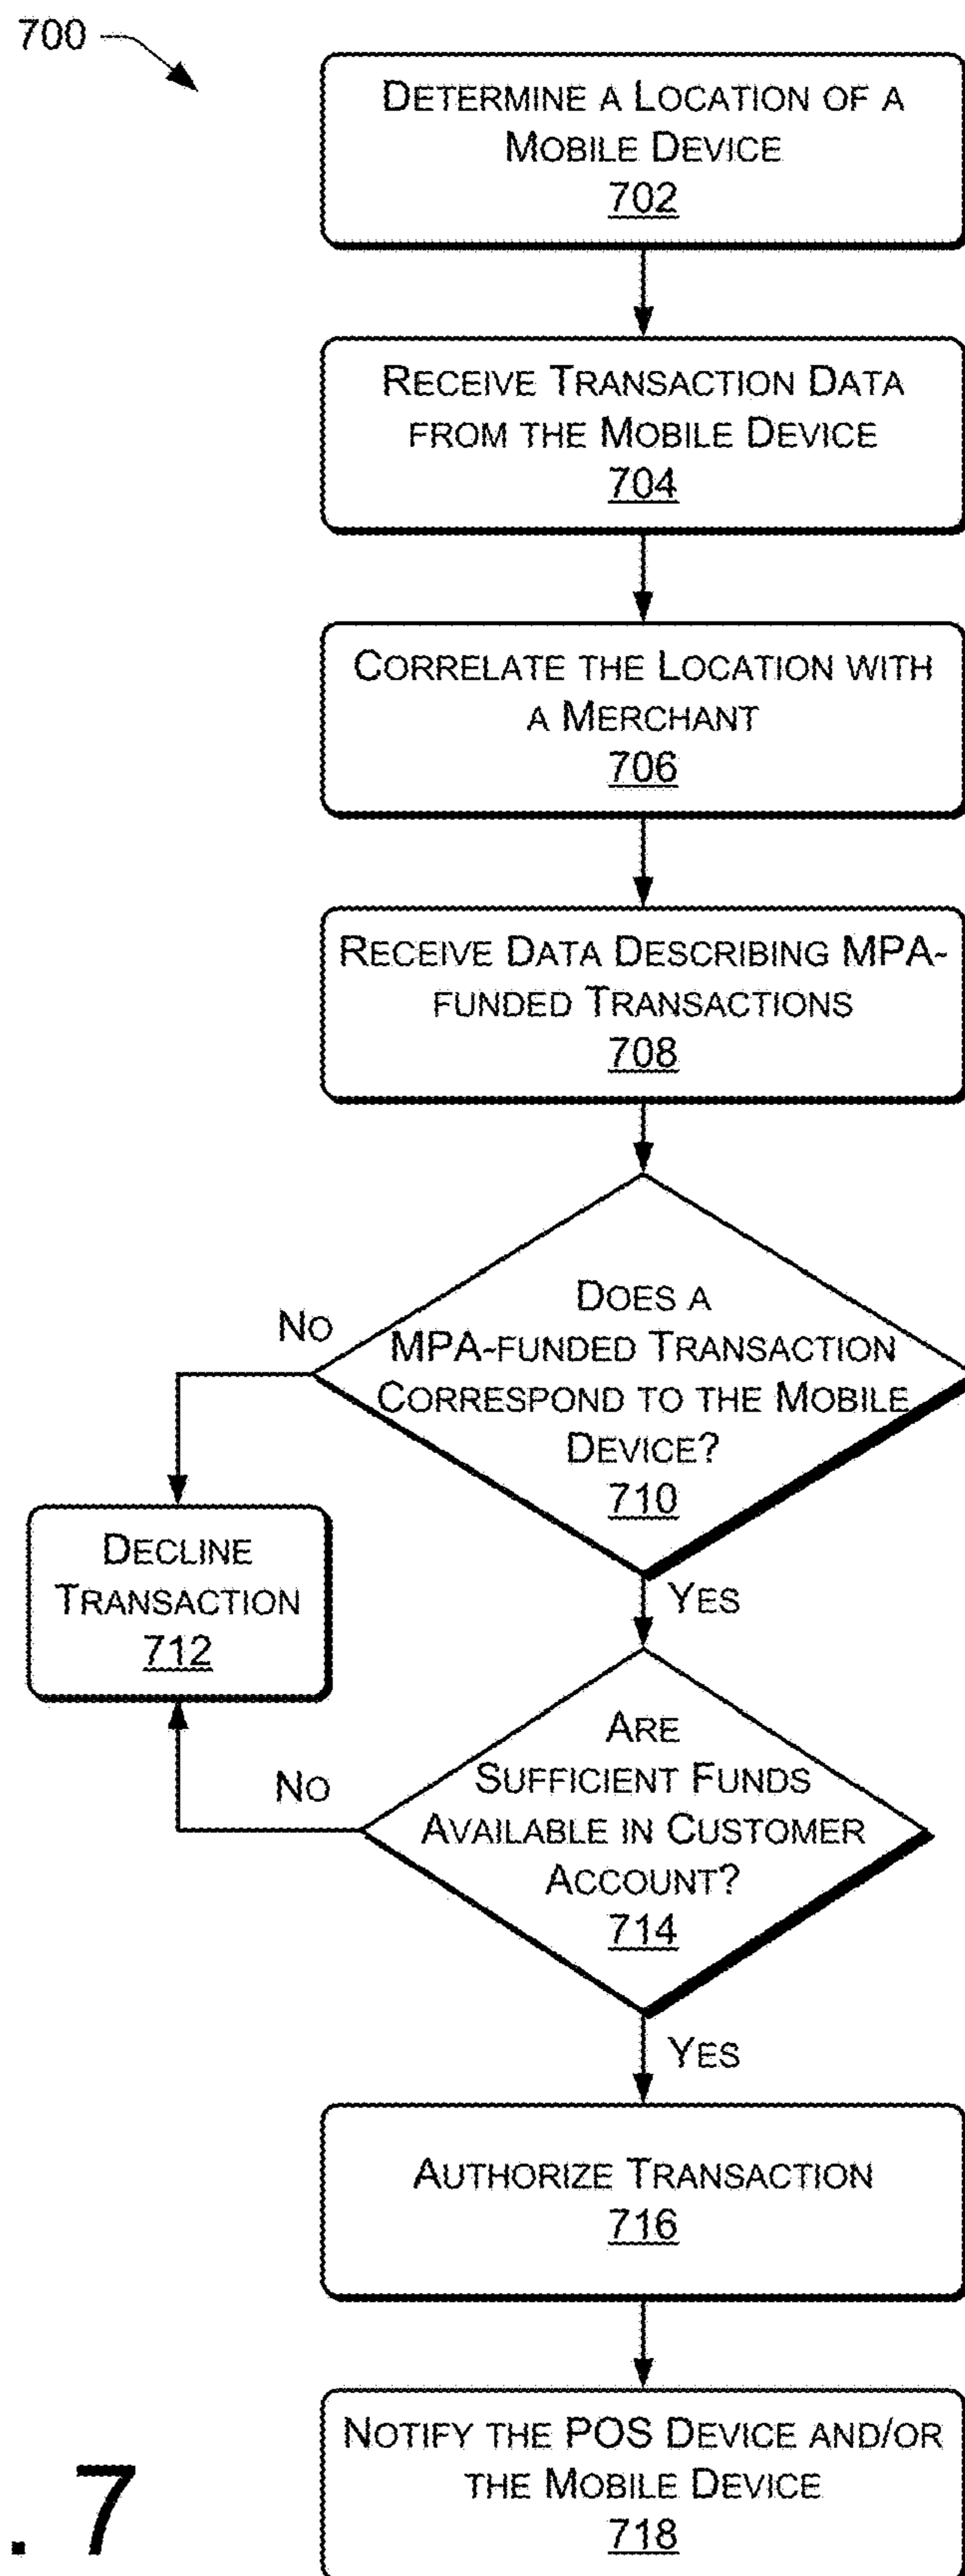 700
DETERMINE A LOCATION OF A
MOBILE DEVICE
702
RECEIVE TRANSACTION DATA
FROM THE MOBILE DEVICE
704
CORRELATE THE LOCATION WITH
A MERCHANT
706
RECEIVE DATA DESCRIBING MPA-
FUNDED TRANSACTIONS
708
DOES A
MPA-FUNDED TRANSACTION
CORRESPOND TO THE MOBILE
DEVICE?
710
NO
DECLINE
TRANSACTION
712
YES
ARE
SUFFICIENT FUNDS
AVAILABLE IN CUSTOMER
ACCOUNT?
714
NO
YES
AUTHORIZE TRANSACTION
716
NOTIFY THE POS DEVICE AND/OR
THE MOBILE DEVICE
718
. 7